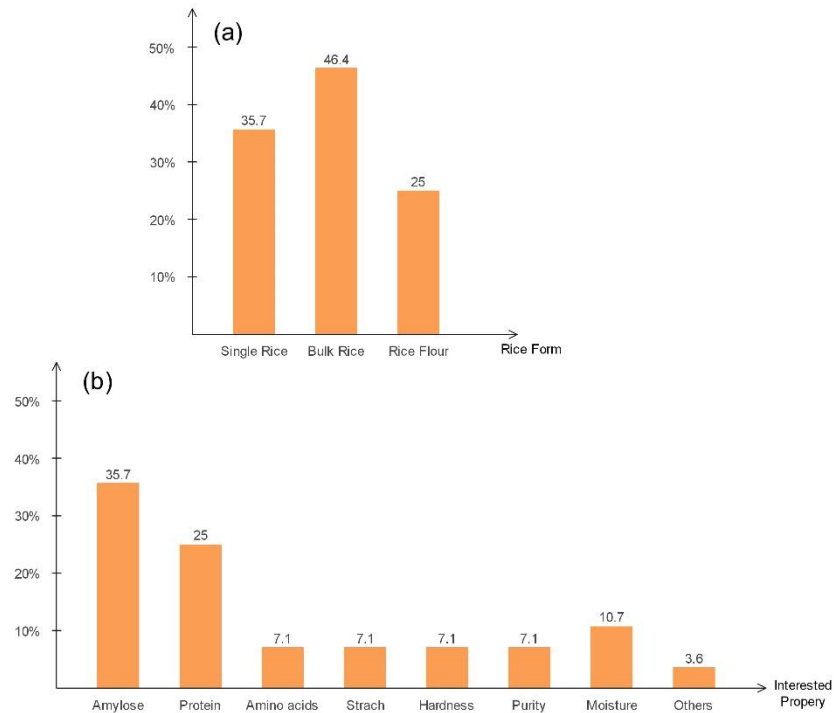 (a)
50%
46.4
40%
35.7
30%
25
20%
10%
Single Rice Bulk Rice Rice Flour Rice Form
(b)
50%
40%
35.7
30%
25
20%
10%
7.1 7.1 7.1 7.1 10.7 3.6
Amylose Protein Amino acids Strach Hardness Purity Moisture Others
Interested
Propery